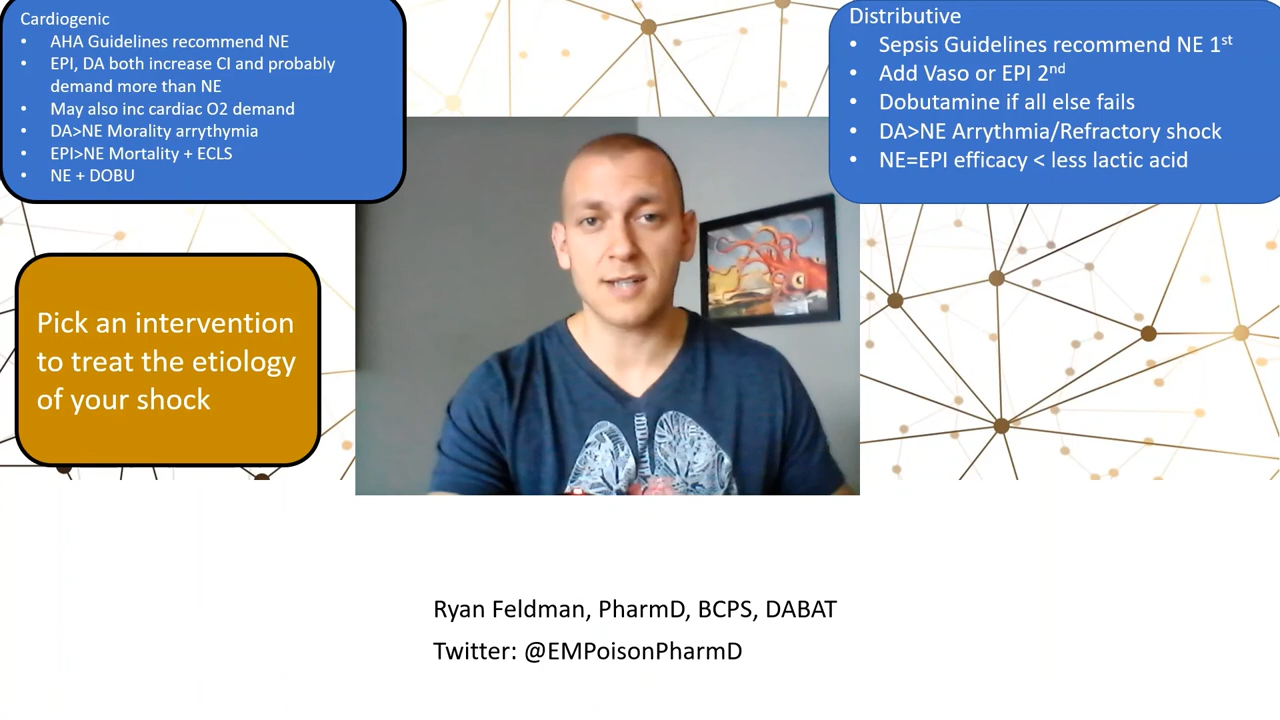 Cardiogenic
• AHA Guidelines recommend NE
• EPI, DA both increase CI and probably
demand more than NE
• May also inc cardiac O2 demand
• DA>NE Morality arrythymia
• EPI>NE Mortality + ECLS
• NE + DOBU
Distributive
• Sepsis Guidelines recommend NE 1st
• Add Vaso or EPI 2nd
• Dobutamine if all else fails
• DA>NE Arrythmia/Refractory shock
• NE=EPI efficacy < less lactic acid
Pick an intervention
to treat the etiology
of your shock
Ryan Feldman, PharmD, BCPS, DABAT
Twitter: @EMPoisonPharmD